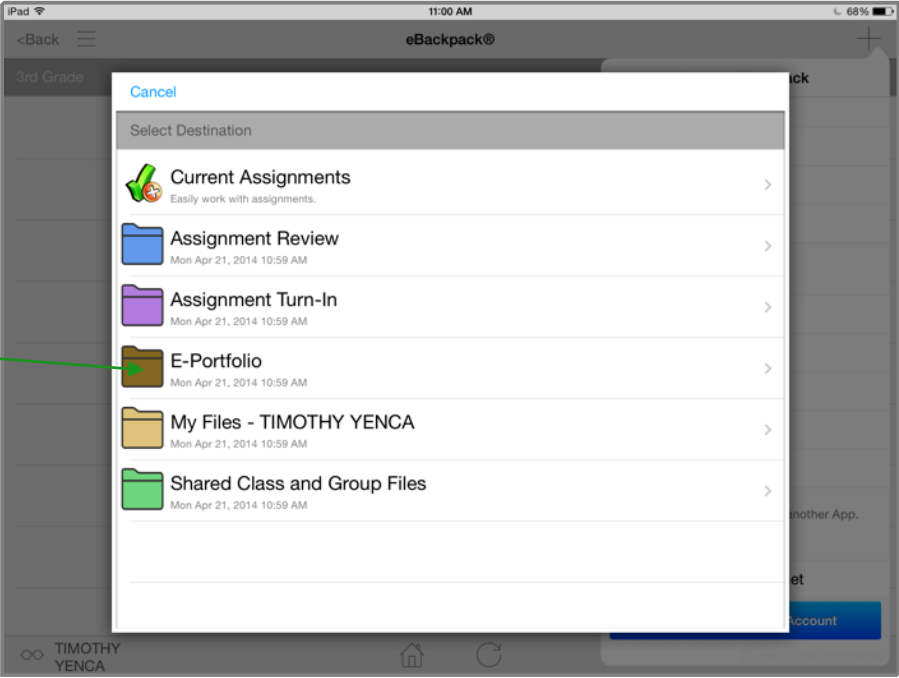 iPad 11:00 AM 68%
<Back eBackpack®
3rd Grade ack
Cancel
Select Destination
Current Assignments
Easily work with assignments.
Assignment Review
Mon Apr 21, 2014 10:59 AM
Assignment Turn-In
Mon Apr 21, 2014 10:59 AM
E-Portfolio
Mon Apr 21, 2014 10:59 AM
My Files - TIMOTHY YENCA
Mon Apr 21, 2014 10:59 AM
Shared Class and Group Files
Mon Apr 21, 2014 10:59 AM
another App.
et
Account
TIMOTHY
YENCA